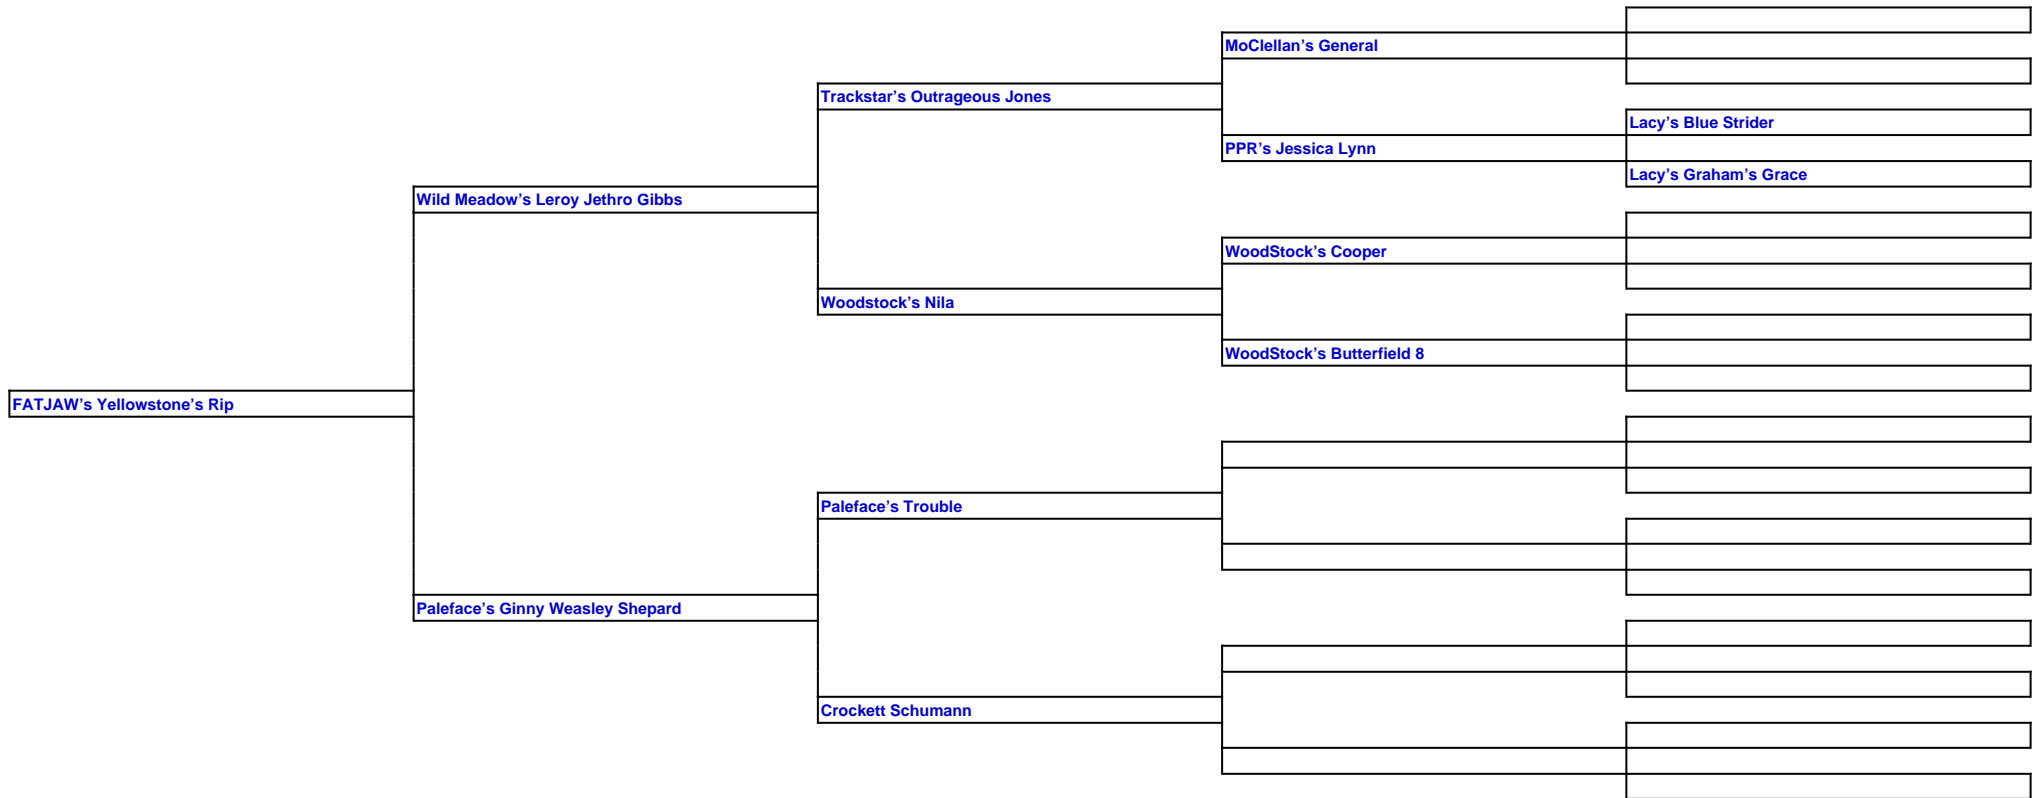 MoClellan’s General
Trackstar’s Outrageous Jones
Lacy’s Blue Strider
PPR’s Jessica Lynn
Lacy’s Graham’s Grace
Wild Meadow’s Leroy Jethro Gibbs
WoodStock’s Cooper
Woodstock’s Nila
WoodStock’s Butterfield 8
FATJAW’s Yellowstone’s Rip
Paleface’s Trouble
Paleface’s Ginny Weasley Shepard
Crockett Schumann